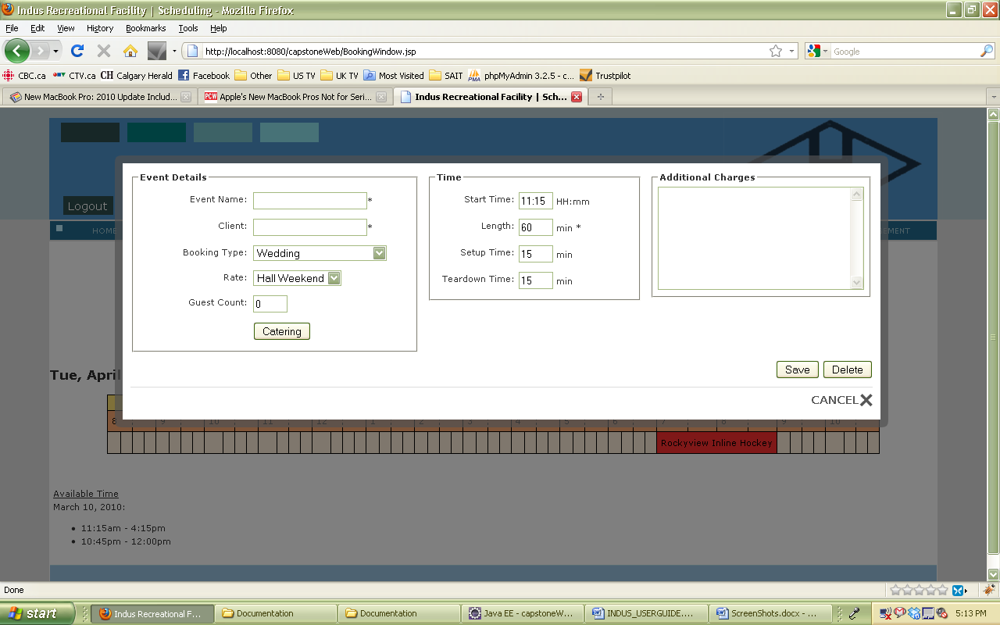 Indus Recreational Facility | Scheduling - Mozilla Firefox
File Edit View History Bookmarks Tools Help
http://localhost:8080/capstoneWeb/BookingWindow.jsp
Google
CBC.ca CTV.ca CH Calgary Herald Facebook Other US TV UK TV Most Visited SAIT PMA phpMyAdmin 3.2.5 - c... Trustpilot
New MacBook Pro: 2010 Update Includ... PCW Apple's New MacBook Pros Not for Seri... Indus Recreational Facility | Sch...
Logout
HOME
EMENT
Event Details
Event Name: *
Client: *
Booking Type: Wedding
Rate: Hall Weekend
Guest Count: 0
Catering
Time
Start Time: 11:15 HH:mm
Length: 60 min *
Setup Time: 15 min
Teardown Time: 15 min
Additional Charges
Save Delete
CANCEL
Tue, April
8 : 9 : 10 : 11 : 12 : 1 : 2 : 3 : 4 : 5 : 6 : 7 : 8 : 9 : 10 :
Rockyview Inline Hockey
Available Time
March 10, 2010:
• 11:15am - 4:15pm
• 10:45pm - 12:00pm
Done
start Indus Recreational F... Documentation Documentation Java EE - capstoneW... INDUS_USERGUIDE.... ScreenShots.docx - ... 5:13 PM